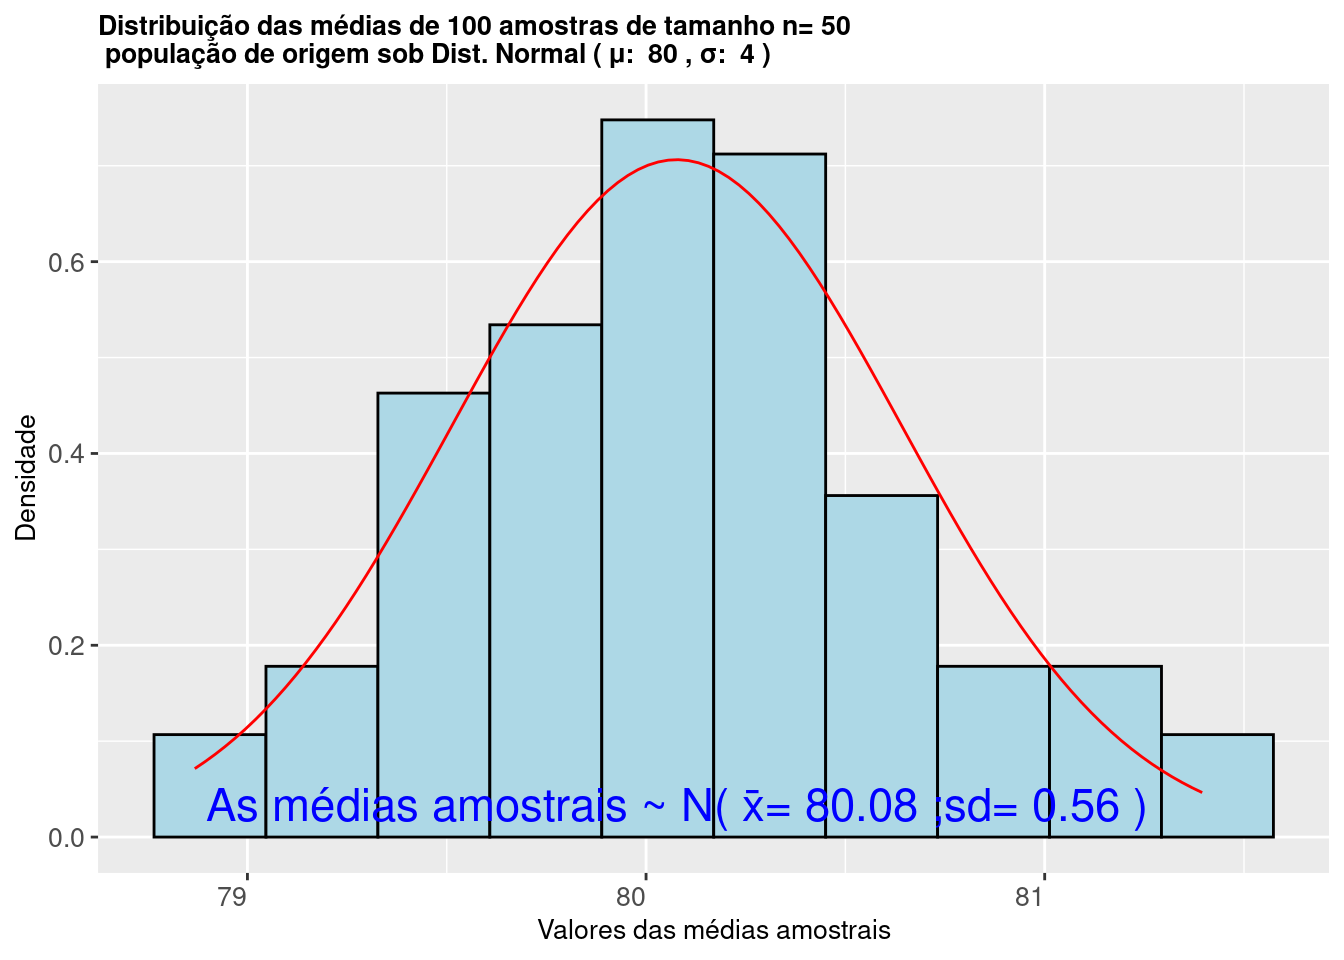 Distribuição das médias de 100 amostras de tamanho n= 50
população de origem sob Dist. Normal ( μ:  80 , σ:  4 )
Densidade
0.6
0.4
0.2
0.0
As médias amostrais ~ N( x̄= 80.08 ;sd= 0.56 )
79
80
81
Valores das médias amostrais